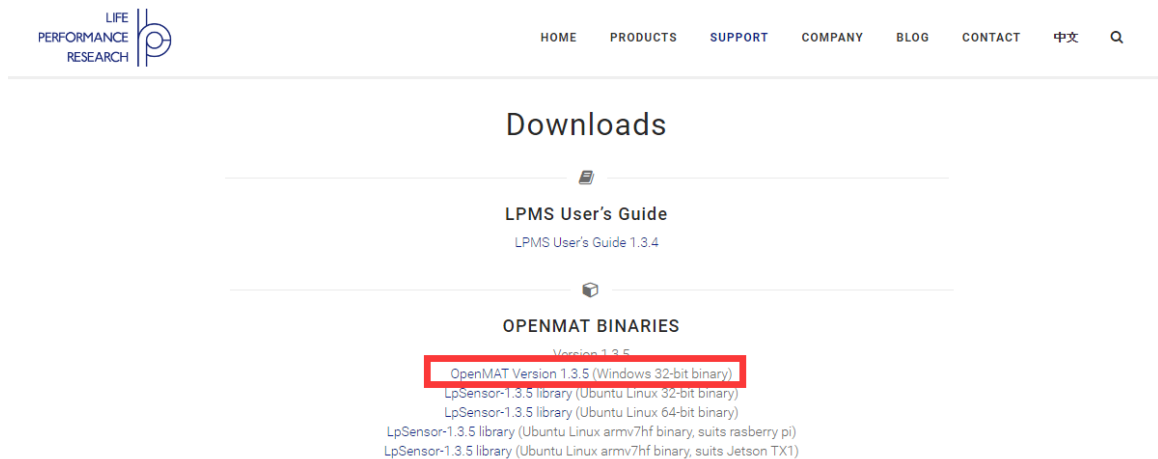 LIFE
PERFORMANCE
RESEARCH
HOME PRODUCTS SUPPORT COMPANY BLOG CONTACT 中文
Downloads
LPMS User's Guide
LPMS User's Guide 1.3.4
OPENMAT BINARIES
Version 1.3.5
OpenMAT Version 1.3.5 (Windows 32-bit binary)
LpSensor-1.3.5 library (Ubuntu Linux 32-bit binary)
LpSensor-1.3.5 library (Ubuntu Linux 64-bit binary)
LpSensor-1.3.5 library (Ubuntu Linux armv7hf binary, suits rasberry pi)
LpSensor-1.3.5 library (Ubuntu Linux armv7hf binary, suits Jetson TX1)